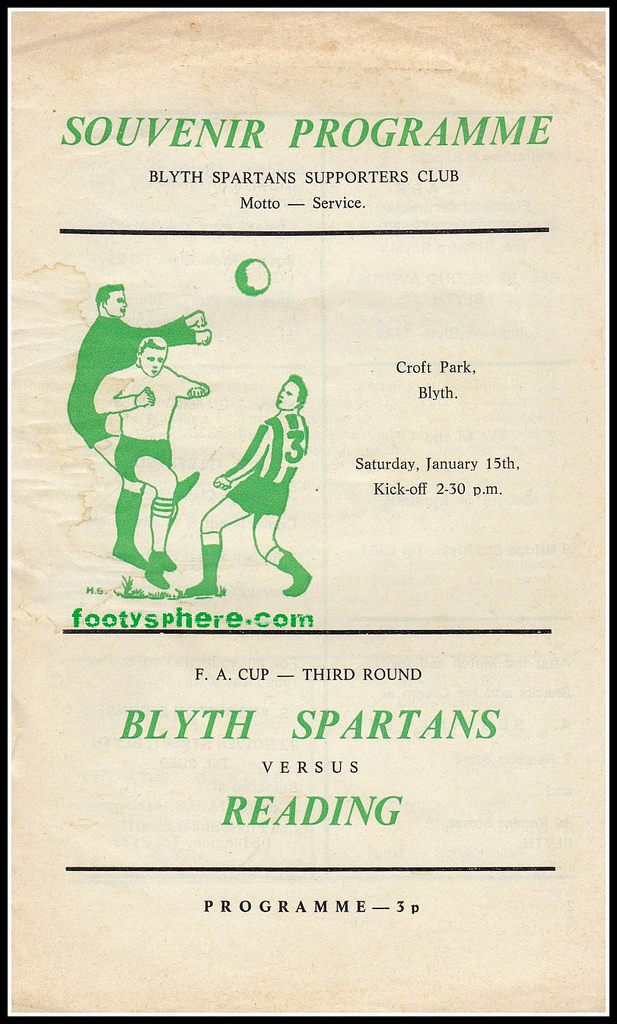 SOUVENIR PROGRAMME
BLYTH SPARTANS SUPPORTERS CLUB
Motto — Service.
Croft Park,
Blyth.
Saturday, January 15th,
Kick-off 2-30 p.m.
3
H.S.
footysphere.com
F. A. CUP — THIRD ROUND
BLYTH SPARTANS
VERSUS
READING
PROGRAMME — 3p